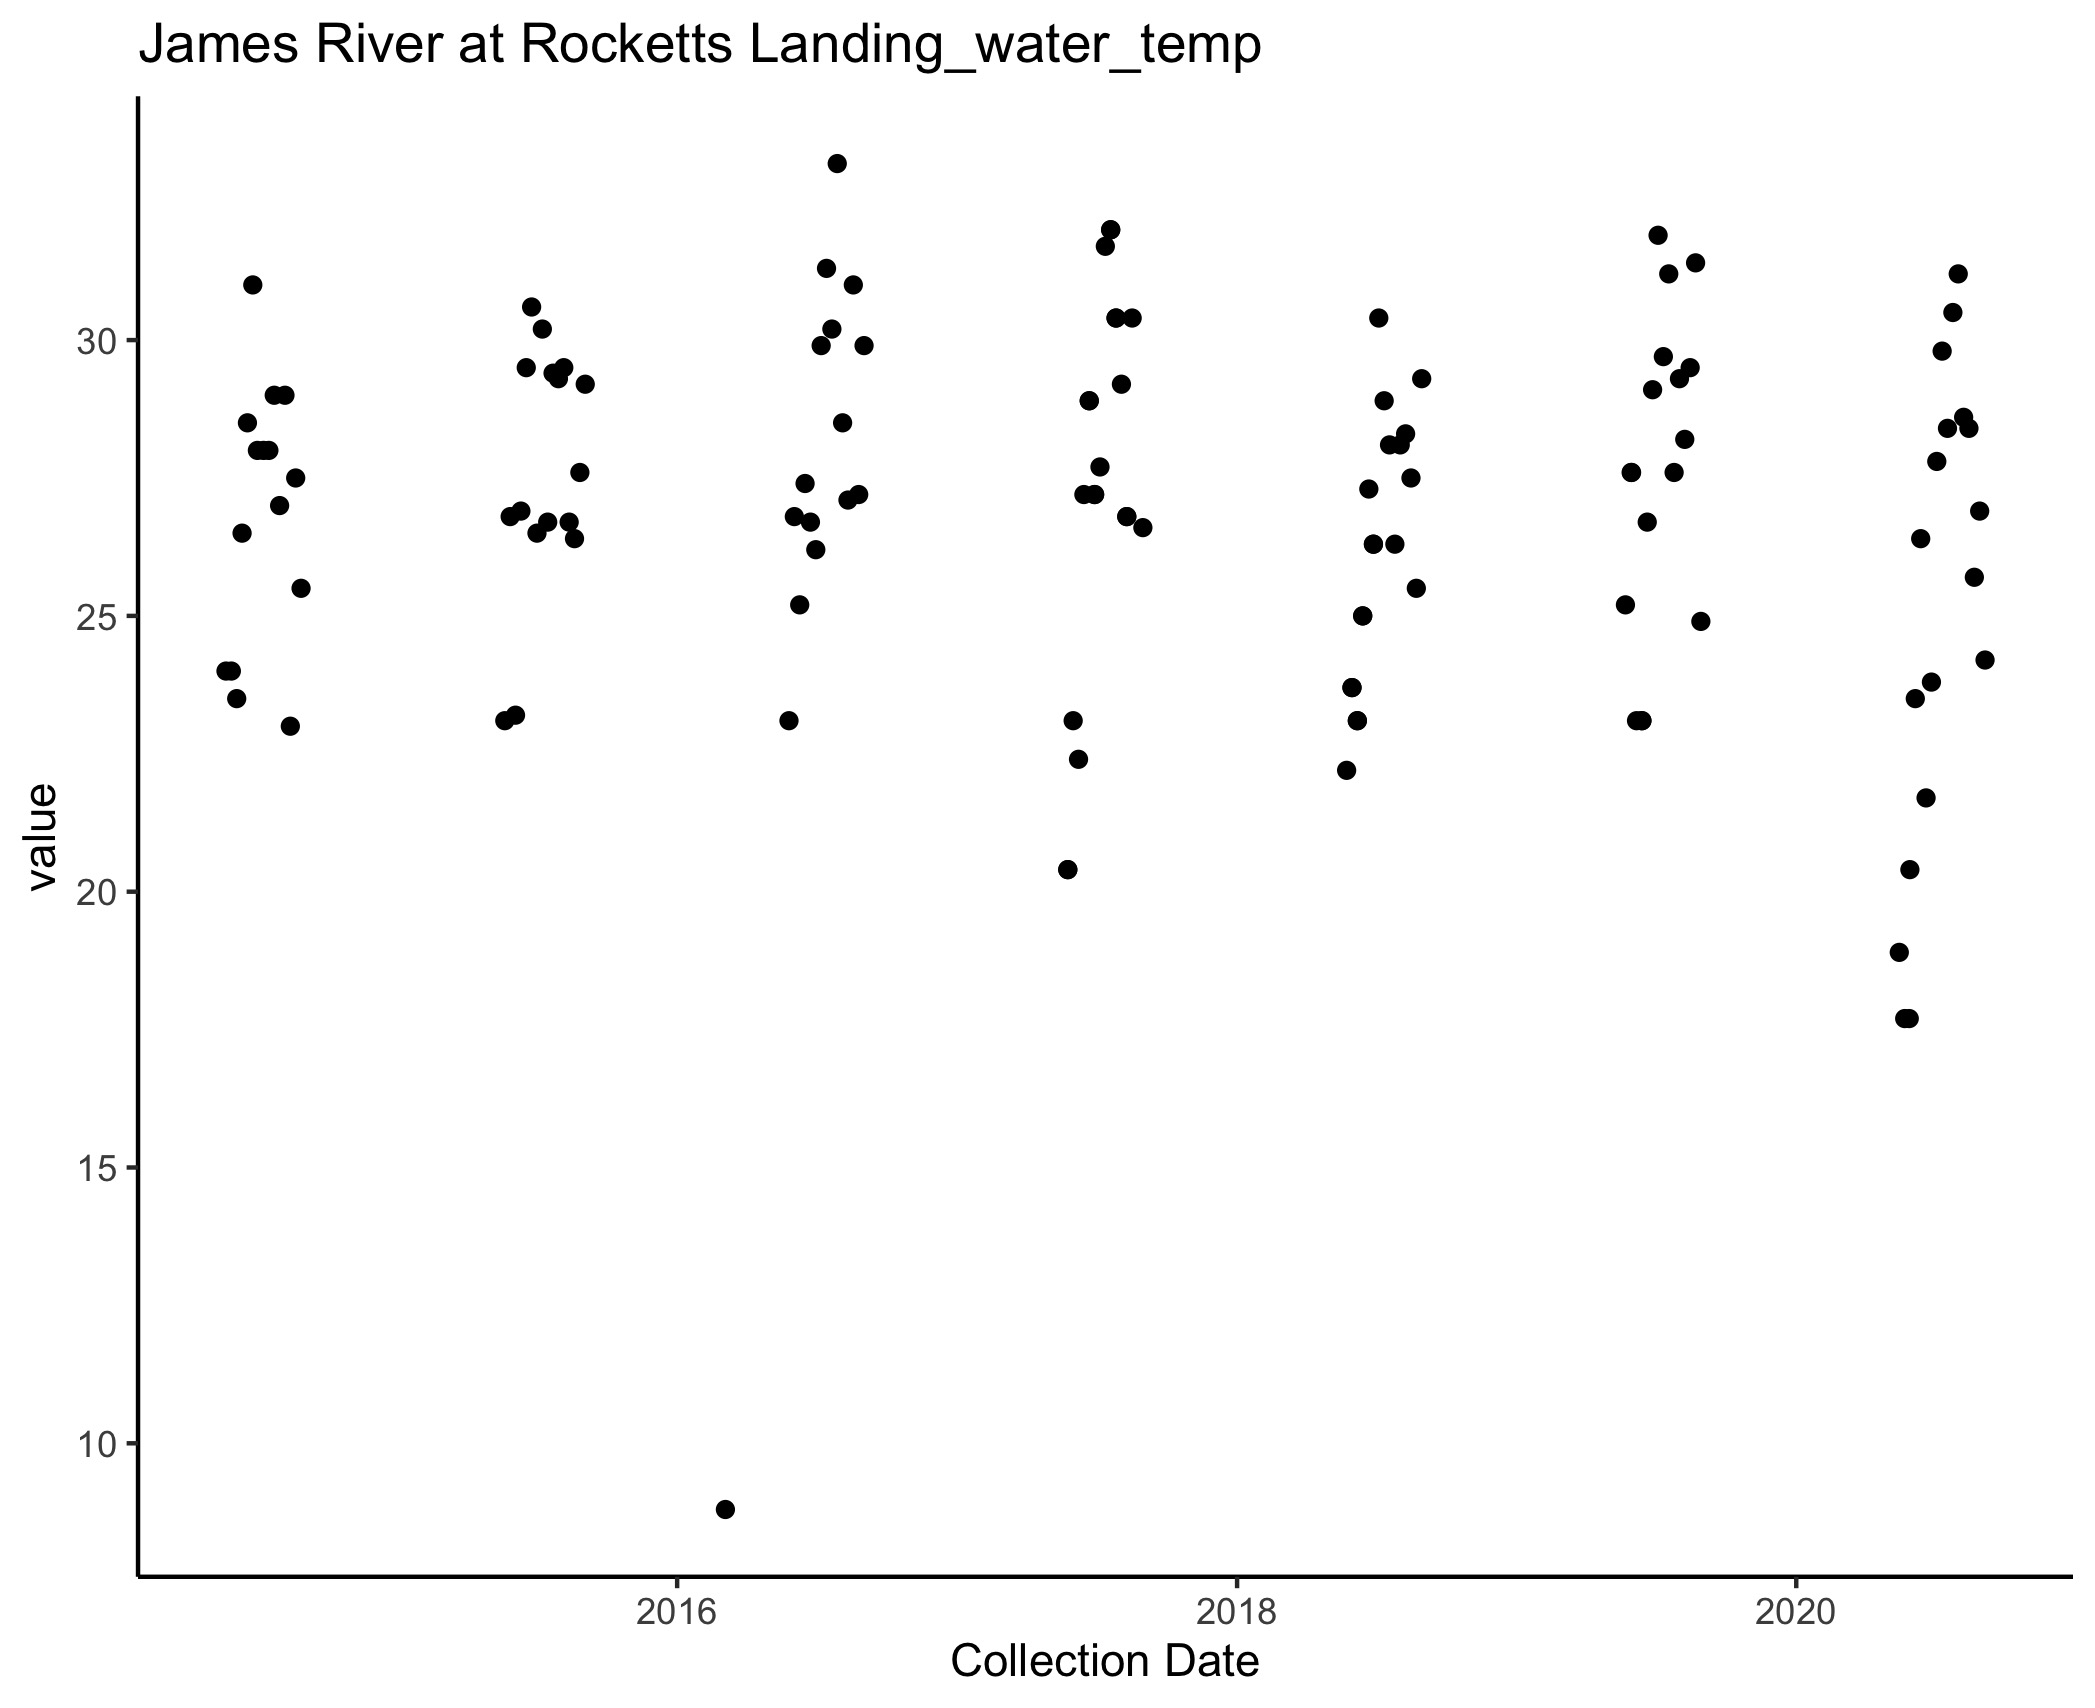 James River at Rocketts Landing_water_temp
30
25
20
15
10
value
2016 2018 2020
Collection Date